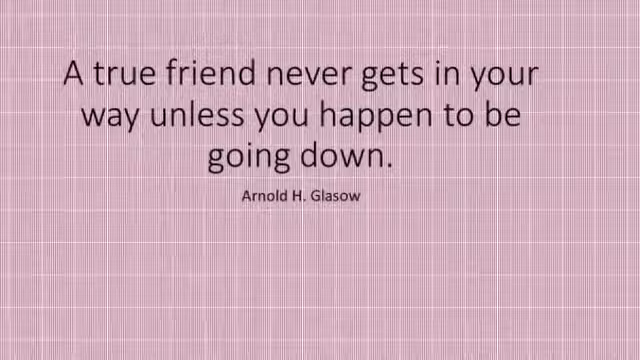 A true friend never gets in your
way unless you happen to be
going down.
Arnold H. Glasow